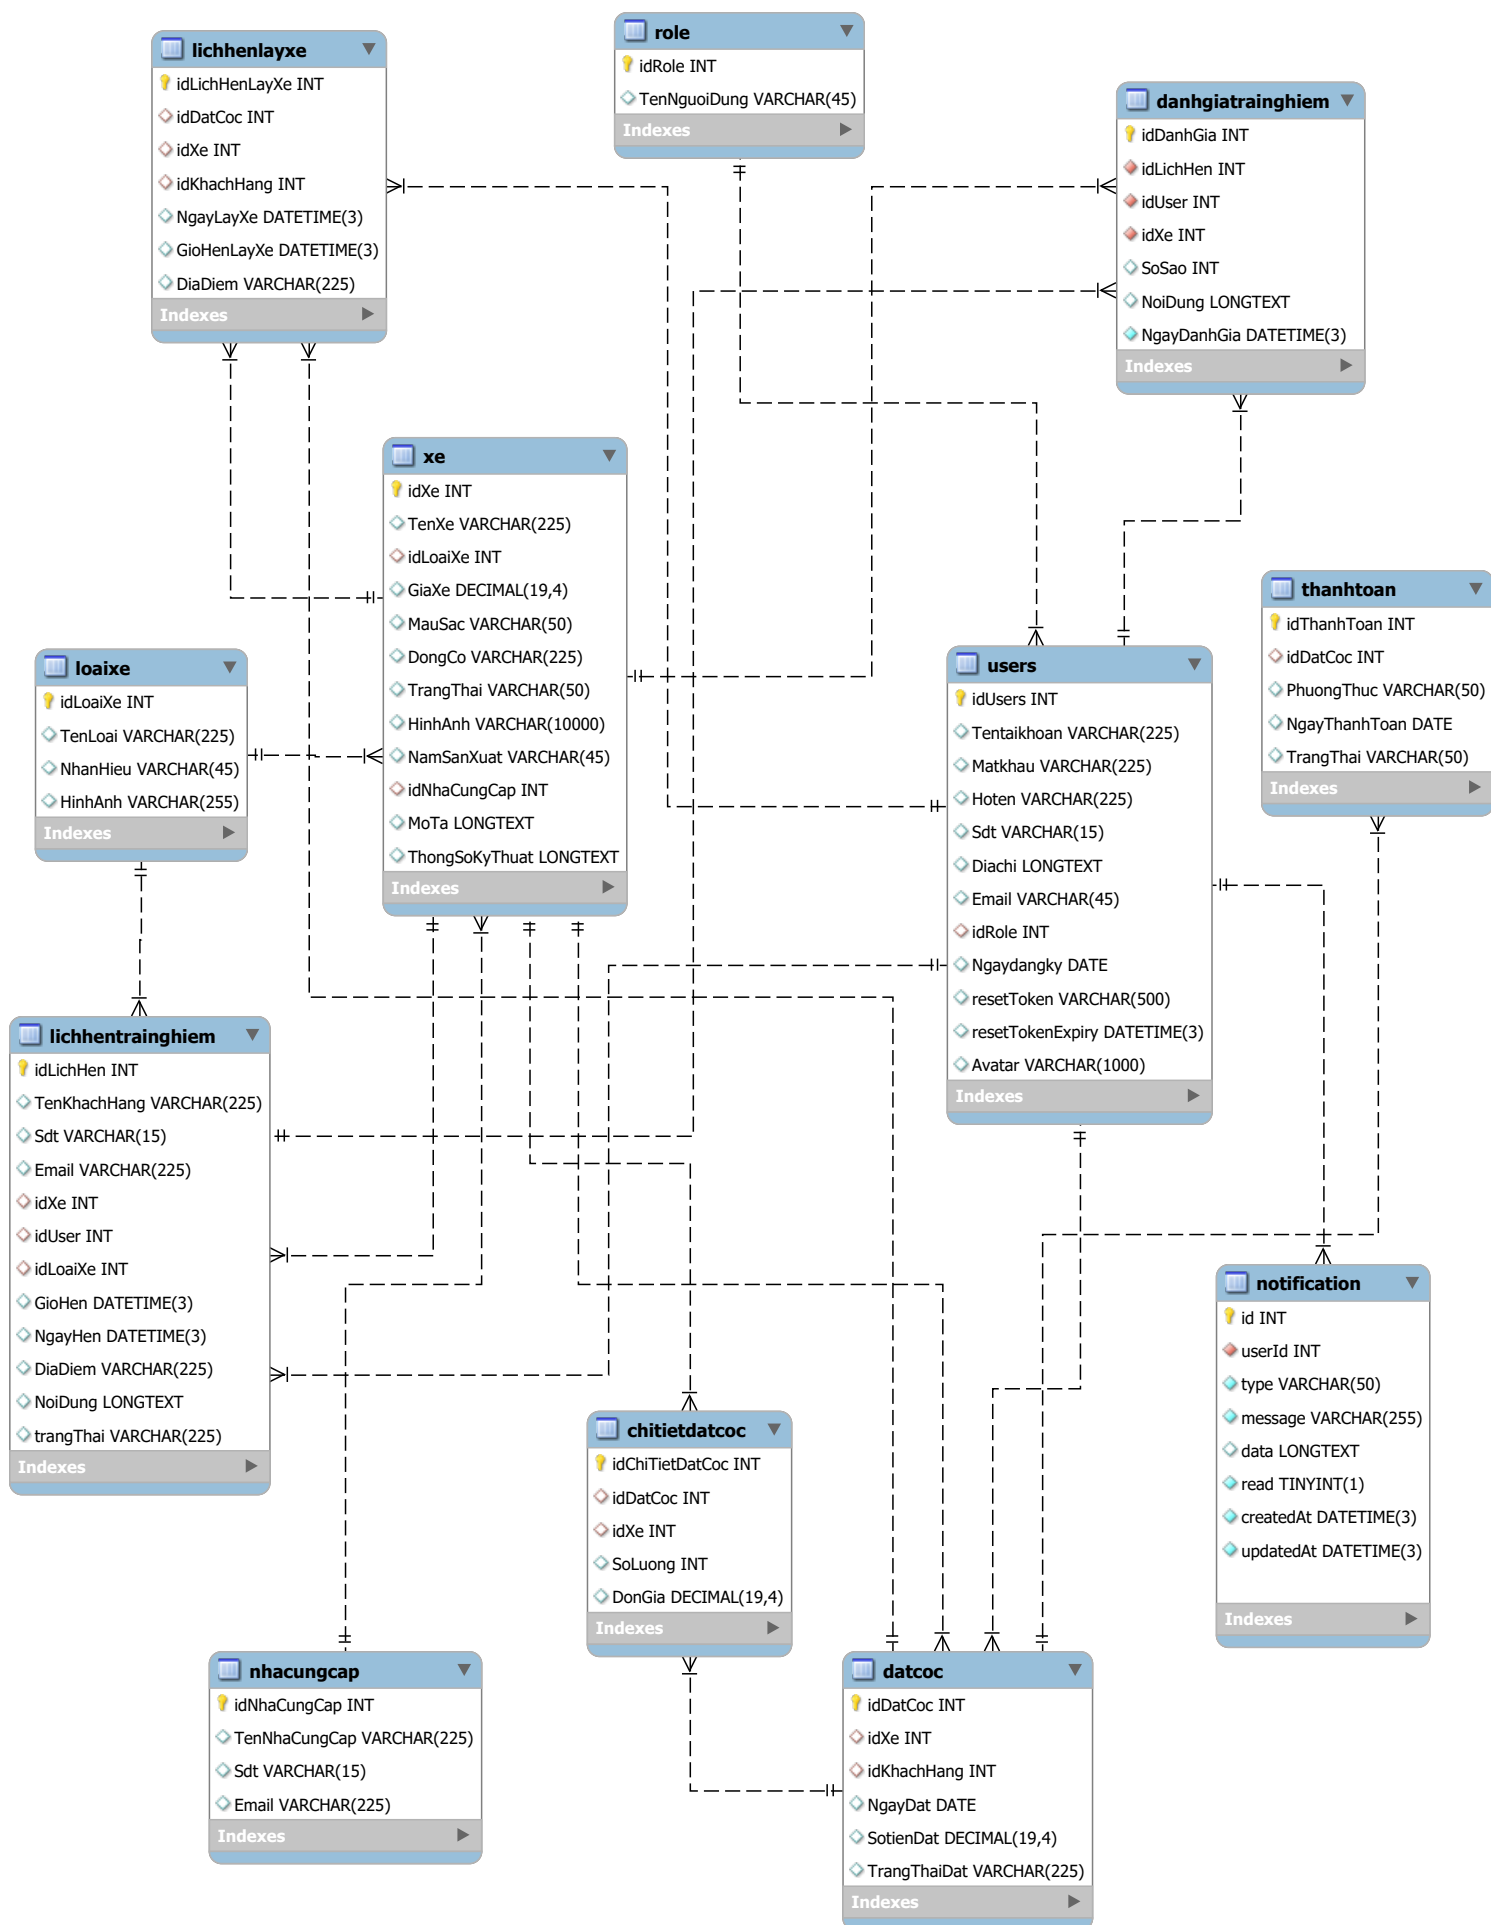 lichhenlayxe
idLichHenLayXe INT
idDatCoc INT
idXe INT
idKhachHang INT
NgayLayXe DATETIME(3)
GioHenLayXe DATETIME(3)
DiaDiem VARCHAR(225)
Indexes
role
idRole INT
TenNguoiDung VARCHAR(45)
Indexes
danhgiatrainghiem
idDanhGia INT
idLichHen INT
idUser INT
idXe INT
SoSao INT
NoiDung LONGTEXT
NgayDanhGia DATETIME(3)
Indexes
xe
idXe INT
TenXe VARCHAR(225)
idLoaiXe INT
GiaXe DECIMAL(19,4)
MauSac VARCHAR(50)
DongCo VARCHAR(225)
TrangThai VARCHAR(50)
HinhAnh VARCHAR(10000)
NamSanXuat VARCHAR(45)
idNhaCungCap INT
MoTa LONGTEXT
ThongSoKyThuat LONGTEXT
Indexes
loaixe
idLoaiXe INT
TenLoai VARCHAR(225)
NhanHieu VARCHAR(45)
HinhAnh VARCHAR(255)
Indexes
users
idUsers INT
Tentaikhoan VARCHAR(225)
Matkhau VARCHAR(225)
Hoten VARCHAR(225)
Sdt VARCHAR(15)
Diachi LONGTEXT
Email VARCHAR(45)
idRole INT
Ngaydangky DATE
resetToken VARCHAR(500)
resetTokenExpiry DATETIME(3)
Avatar VARCHAR(1000)
Indexes
thanhtoan
idThanhToan INT
idDatCoc INT
PhuongThuc VARCHAR(50)
NgayThanhToan DATE
TrangThai VARCHAR(50)
Indexes
lichhentrainghiem
idLichHen INT
TenKhachHang VARCHAR(225)
Sdt VARCHAR(15)
Email VARCHAR(225)
idXe INT
idUser INT
idLoaiXe INT
GioHen DATETIME(3)
NgayHen DATETIME(3)
DiaDiem VARCHAR(225)
NoiDung LONGTEXT
trangThai VARCHAR(225)
Indexes
notification
id INT
userId INT
type VARCHAR(50)
message VARCHAR(255)
data LONGTEXT
read TINYINT(1)
createdAt DATETIME(3)
updatedAt DATETIME(3)
Indexes
chitietdatcoc
idChiTietDatCoc INT
idDatCoc INT
idXe INT
SoLuong INT
DonGia DECIMAL(19,4)
Indexes
nhacungcap
idNhaCungCap INT
TenNhaCungCap VARCHAR(225)
Sdt VARCHAR(15)
Email VARCHAR(225)
Indexes
datcoc
idDatCoc INT
idXe INT
idKhachHang INT
NgayDat DATE
SotienDat DECIMAL(19,4)
TrangThaiDat VARCHAR(225)
Indexes